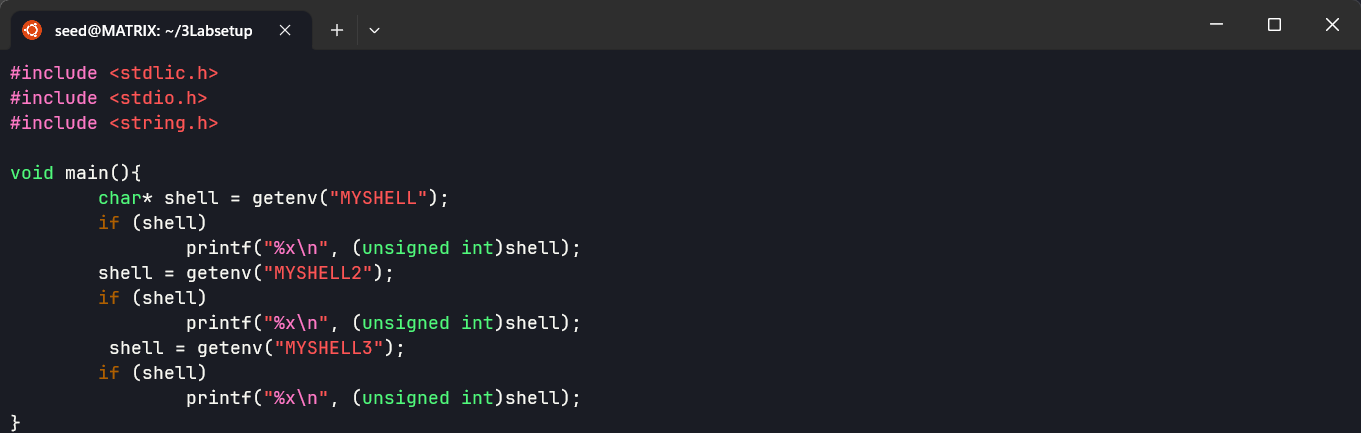 seed@MATRIX: ~/3Labsetup
#include <stdlic.h>
#include <stdio.h>
#include <string.h>

void main(){
        char* shell = getenv("MYSHELL");
        if (shell)
                printf("%x\n", (unsigned int)shell);
        shell = getenv("MYSHELL2");
        if (shell)
                printf("%x\n", (unsigned int)shell);
         shell = getenv("MYSHELL3");
        if (shell)
                printf("%x\n", (unsigned int)shell);
}